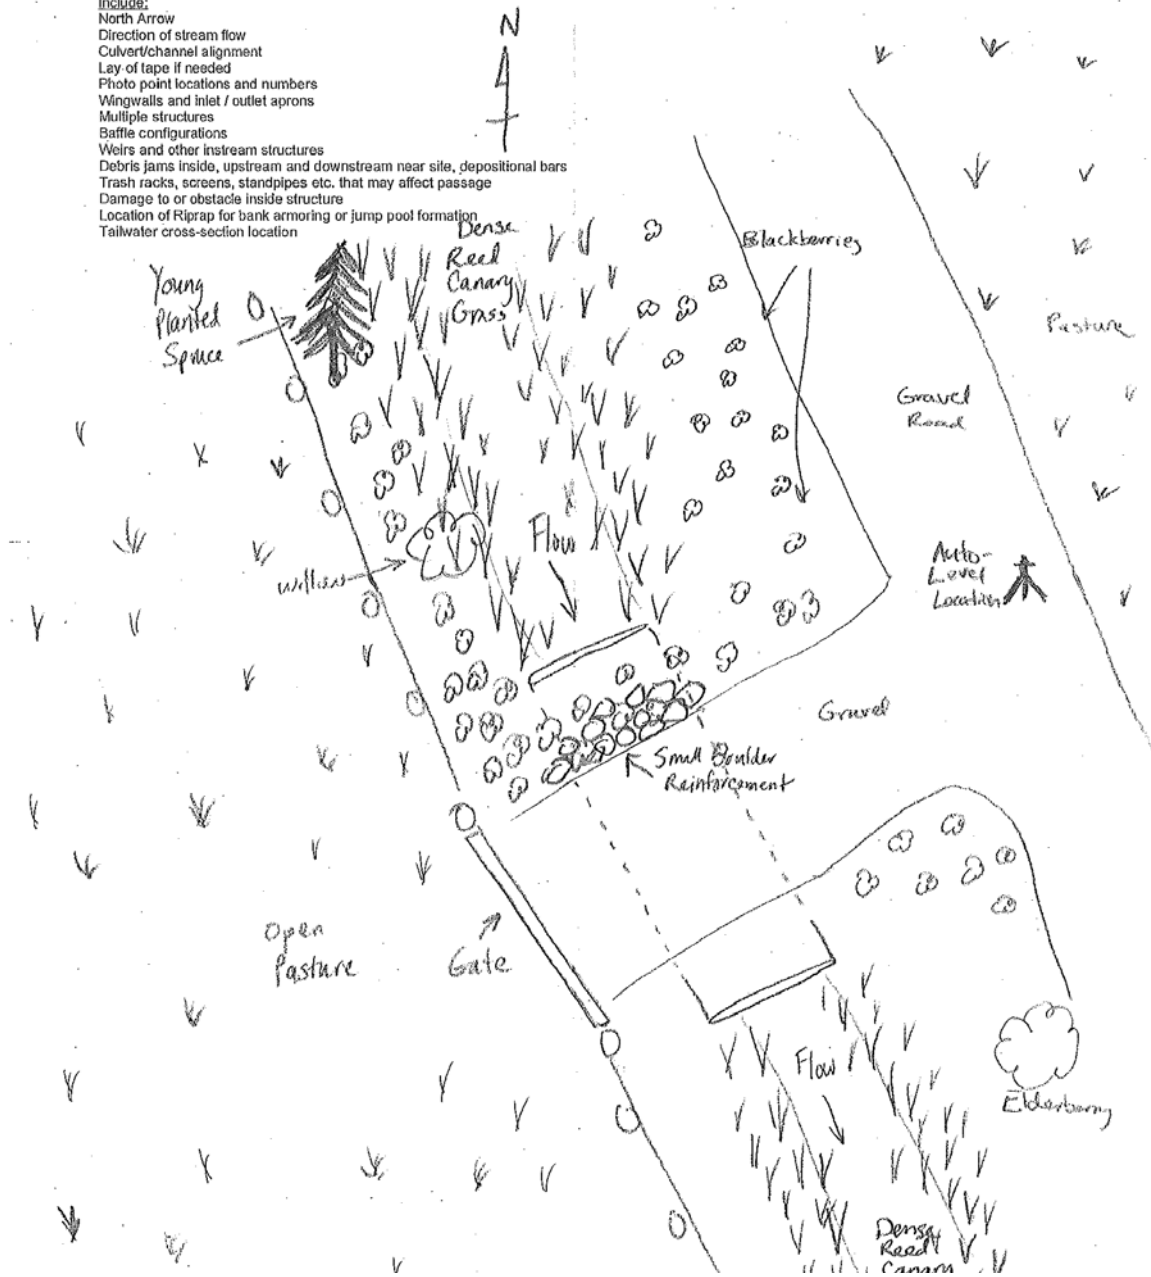 Include:
North Arrow
Direction of stream flow
Culvert/channel alignment
Lay of tape if needed
Photo point locations and numbers
Wingwalls and inlet / outlet aprons
Multiple structures
Baffle configurations
Weirs and other instream structures
Debris jams inside, upstream and downstream near site, depositional bars
Trash racks, screens, standpipes etc. that may affect passage
Damage to or obstacle inside structure
Location of Riprap for bank armoring or jump pool formation
Tailwater cross-section location
N
Dense
Reed
Canary
Grass
Blackberries
Young
Planted
Spruce
Pasture
Gravel
Road
Flow
Willow
Auto-
Level
Location
Gravel
Small Boulder
Reinforcement
Open
Pasture
Gate
Flow
Elderberry
Dense
Reed
Canary